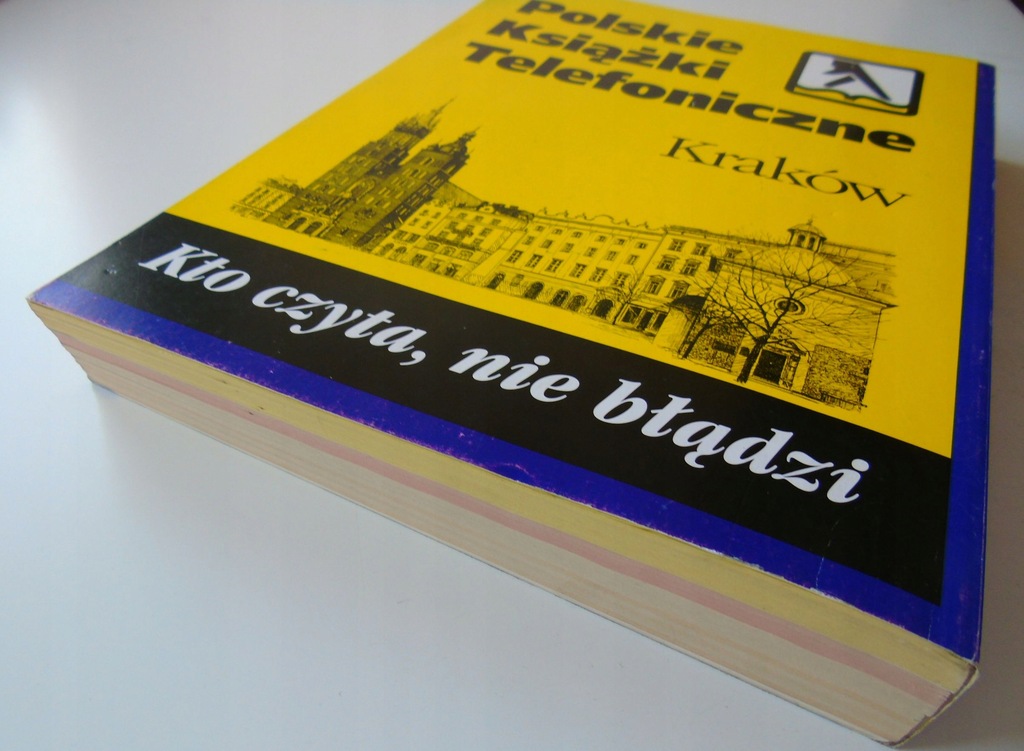 Polskie
Książki
Telefoniczne
Kraków
Kto czyta, nie błądzi